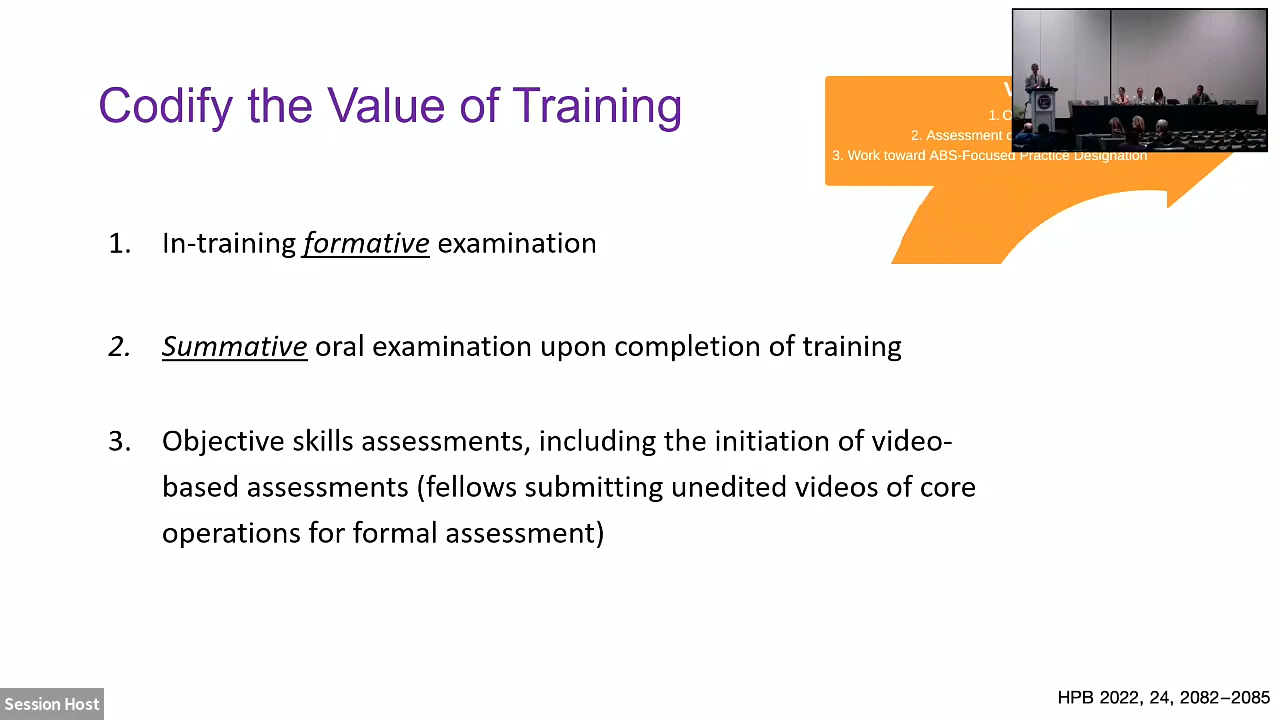 Codify the Value of Training
1.
2. Assessment
3. Work toward ABS-Focused Practice Designation
1. In-training formative examination
2. Summative oral examination upon completion of training
3. Objective skills assessments, including the initiation of video-
based assessments (fellows submitting unedited videos of core
operations for formal assessment)
Session Host
HPB 2022, 24, 2082–2085